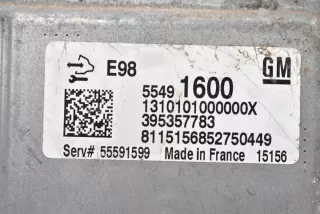 E98
GM
5549 1600
1310101000000X
395357783
8115156852750449
Serv# 55591599 Made in France 15156